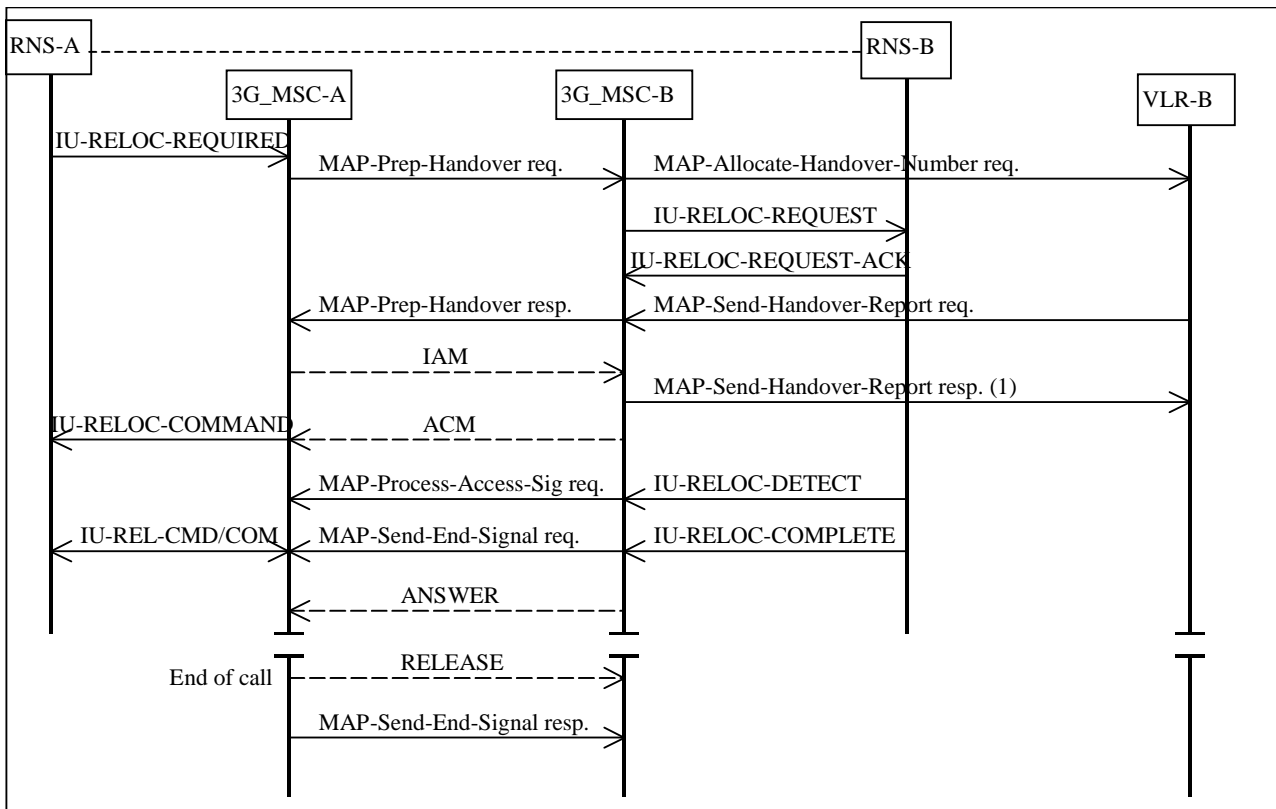 RNS-A
RNS-B
3G_MSC-A
3G_MSC-B
VLR-B
IU-RELOC-REQUIRED
MAP-Prep-Handover req.
MAP-Allocate-Handover-Number req.
IU-RELOC-REQUEST
IU-RELOC-REQUEST-ACK
MAP-Prep-Handover resp.
MAP-Send-Handover-Report req.
IAM
MAP-Send-Handover-Report resp. (1)
IU-RELOC-COMMAND
ACM
MAP-Process-Access-Sig req.
IU-RELOC-DETECT
IU-REL-CMD/COM
MAP-Send-End-Signal req.
IU-RELOC-COMPLETE
ANSWER
RELEASE
End of call
MAP-Send-End-Signal resp.